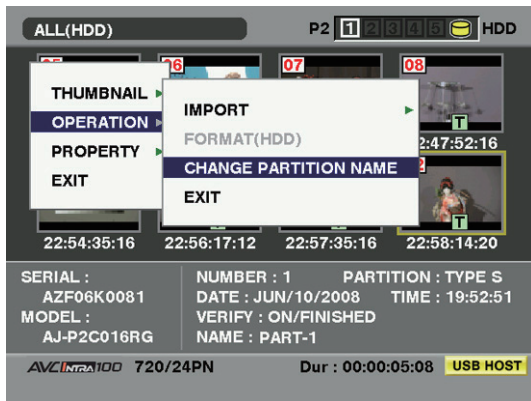 ALL(HDD) P2 1 2 3 4 5 HDD
06 07 08
THUMBNAIL
OPERATION
PROPERTY
EXIT
IMPORT
FORMAT(HDD)
CHANGE PARTITION NAME
EXIT
T
2:47:52:16
T
22:54:35:16 22:56:17:12 22:57:35:16 22:58:14:20
SERIAL :
AZF06K0081
MODEL :
AJ-P2C016RG
NUMBER : 1 PARTITION : TYPE S
DATE : JUN/10/2008 TIME : 19:52:51
VERIFY : ON/FINISHED
NAME : PART-1
AVC INTRA 100 720/24PN Dur : 00:00:05:08 USB HOST